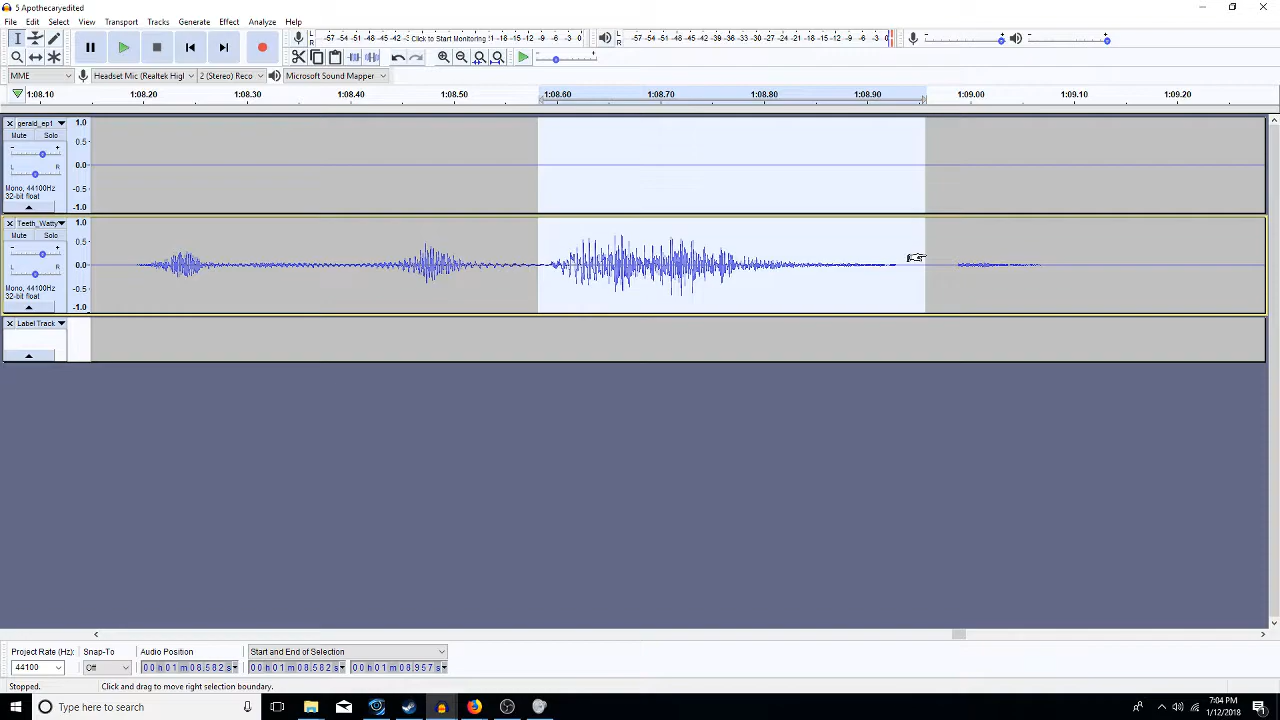 5 Apothecaryedited
File Edit Select View Transport Tracks Generate Effect Analyze Help
L R -57 -54 -51 -48 -45 -42 -3 Click to Start Monitoring 1 -18 -15 -12 -9 -6 -3 0
L R -57 -54 -51 -48 -45 -42 -39 -36 -33 -30 -27 -24 -21 -18 -15 -12 -9 -6 -3 0
MME Headset Mic (Realtek High 2 (Stereo) Reco Microsoft Sound Mapper
1:08.10 1:08.20 1:08.30 1:08.40 1:08.50 1:08.60 1:08.70 1:08.80 1:08.90 1:09.00 1:09.10 1:09.20
gerald_ep1 1.0
Mute Solo 0.5
- +
L R 0.0
Mono, 44100Hz -0.5
32-bit float -1.0
Teeth_Watty 1.0
Mute Solo 0.5
- +
L R 0.0
Mono, 44100Hz -0.5
32-bit float -1.0
Label Track
Project Rate (Hz): Snap-To Audio Position Start and End of Selection
44100 Off 00h01m08.582s 00h01m08.582s 00h01m08.957s
Stopped. Click and drag to move right selection boundary.
Type here to search
7:04 PM
1/12/2018